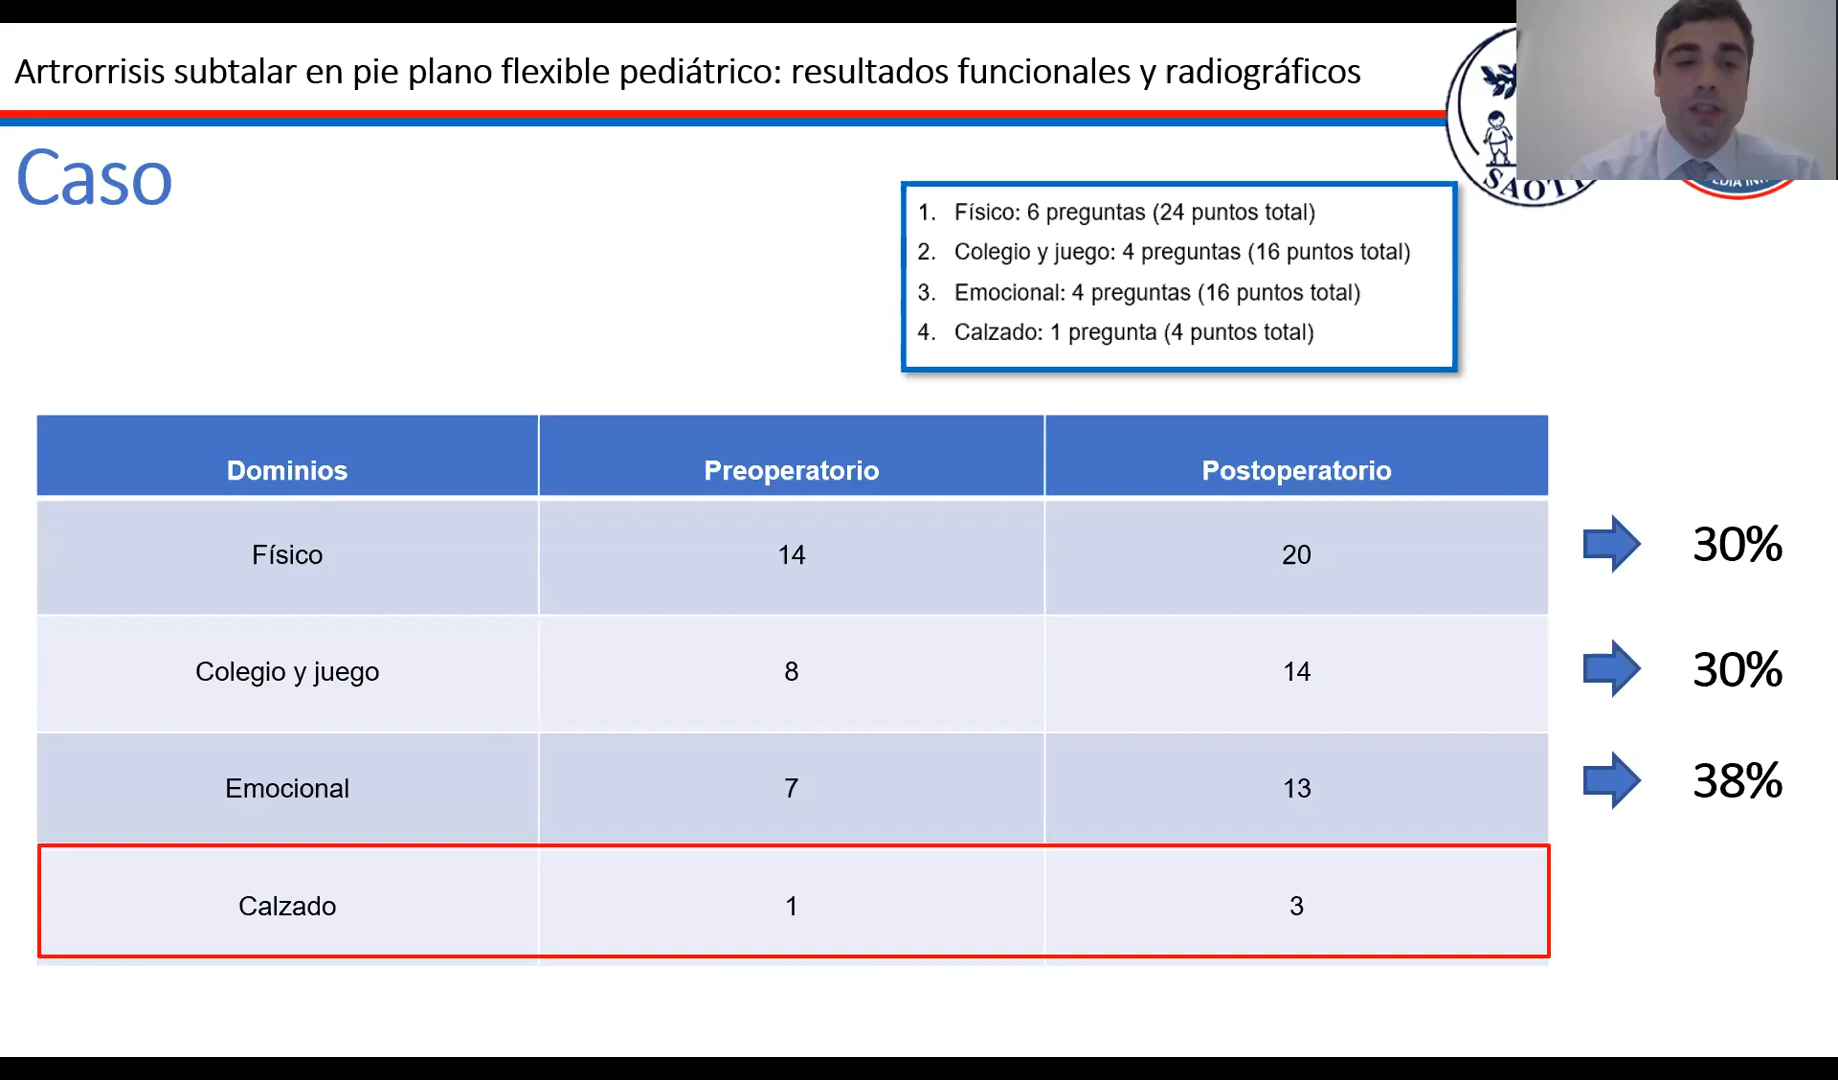 Artrorrisis subtalar en pie plano flexible pediátrico: resultados funcionales y radiográficos
Caso
1. Físico: 6 preguntas (24 puntos total)
2. Colegio y juego: 4 preguntas (16 puntos total)
3. Emocional: 4 preguntas (16 puntos total)
4. Calzado: 1 pregunta (4 puntos total)
Dominios Preoperatorio Postoperatorio
Físico 14 20 30%
Colegio y juego 8 14 30%
Emocional 7 13 38%
Calzado 1 3